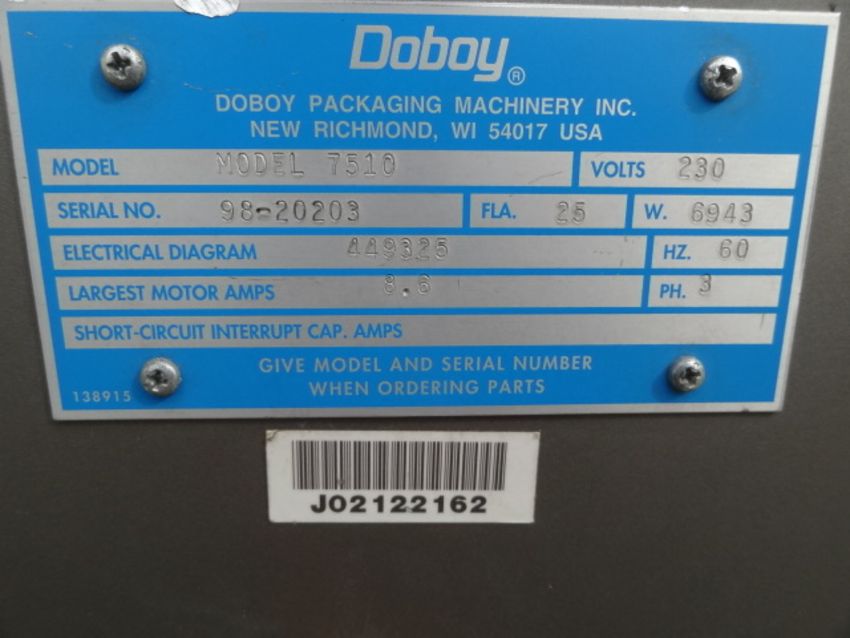 Doboy®
DOBOY PACKAGING MACHINERY INC.
NEW RICHMOND, WI 54017 USA
MODEL MODEL 7510 VOLTS 230
SERIAL NO. 98-20203 FLA. 25 W. 6943
ELECTRICAL DIAGRAM 449325 HZ. 60
LARGEST MOTOR AMPS 8.6 PH. 3
SHORT-CIRCUIT INTERRUPT CAP. AMPS
GIVE MODEL AND SERIAL NUMBER
WHEN ORDERING PARTS
138915
J02122162